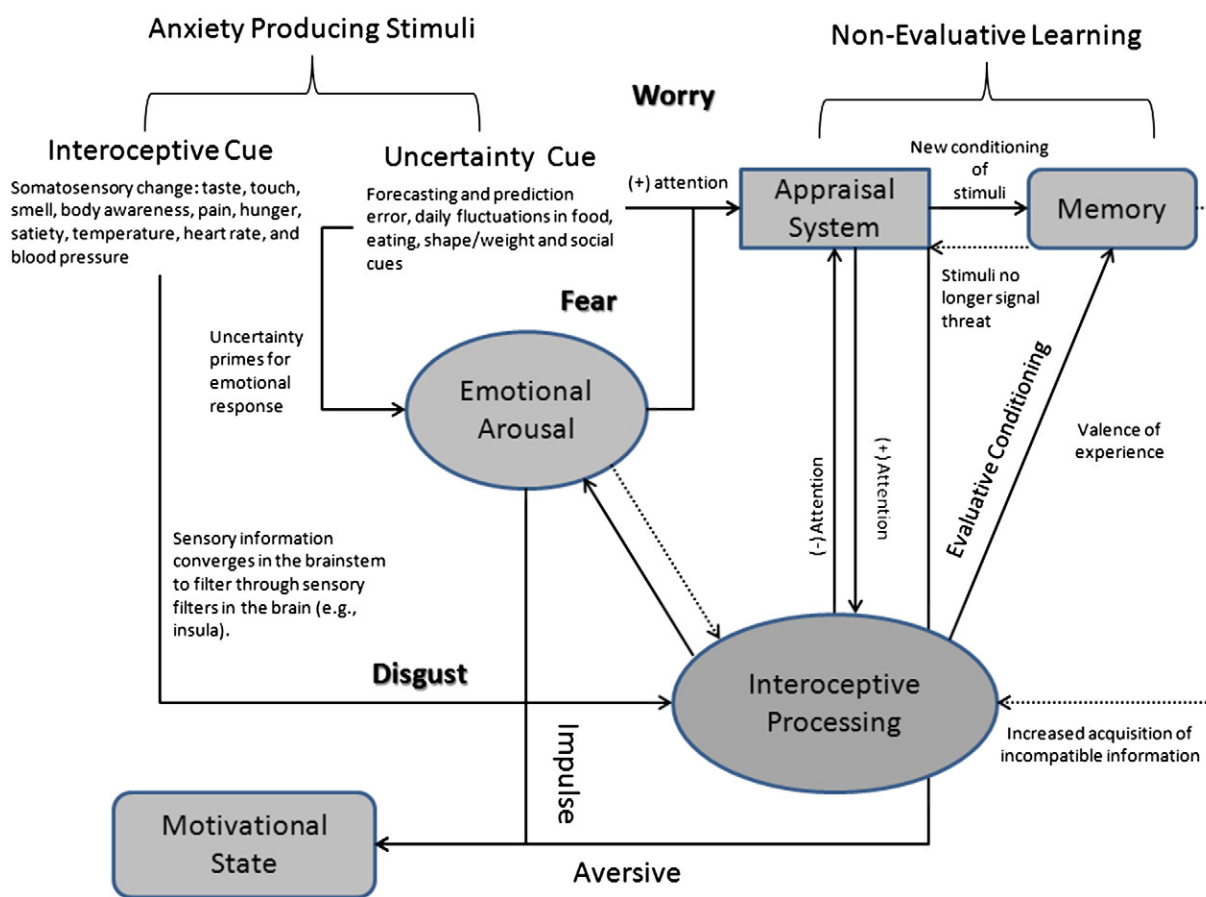 Anxiety Producing Stimuli
Non-Evaluative Learning
Worry
Interoceptive Cue
Somatosensory change: taste, touch,
smell, body awareness, pain, hunger,
satiety, temperature, heart rate, and
blood pressure
Uncertainty Cue
Forecasting and prediction
error, daily fluctuations in food,
eating, shape/weight and social
cues
(+) attention
Appraisal
System
New conditioning
of
stimuli
Memory
Stimuli no
longer signal
threat
Fear
Uncertainty
primes for
emotional
response
Emotional
Arousal
(-) Attention
(+) Attention
Evaluative Conditioning
Valence of
experience
Sensory information
converges in the brainstem
to filter through sensory
filters in the brain (e.g.,
insula).
Disgust
Interoceptive
Processing
Increased acquisition of
incompatible information
Impulse
Motivational
State
Aversive